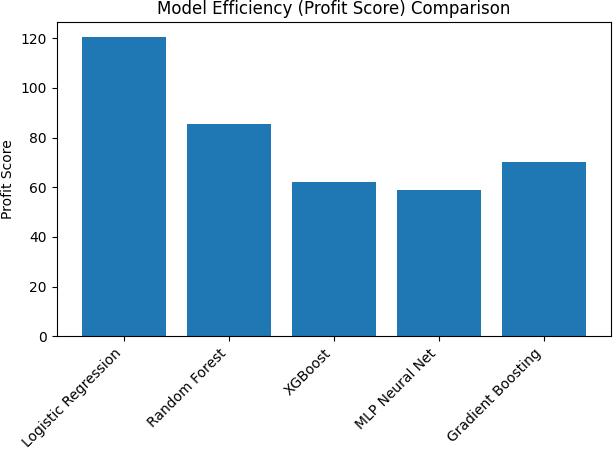 Model Efficiency (Profit Score) Comparison
Profit Score
120
100
80
60
40
20
0
Logistic Regression
Random Forest
XGBoost
MLP Neural Net
Gradient Boosting